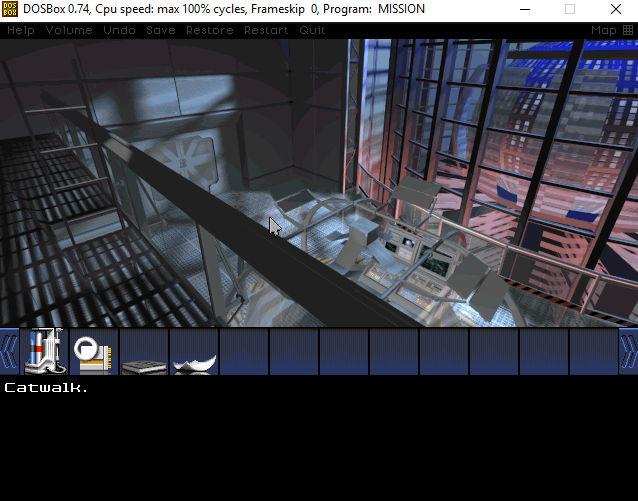 DOSBox 0.74, Cpu speed: max 100% cycles, Frameskip 0, Program: MISSION
Help Volume Undo Save Restore Restart Quit Map
Catwalk.